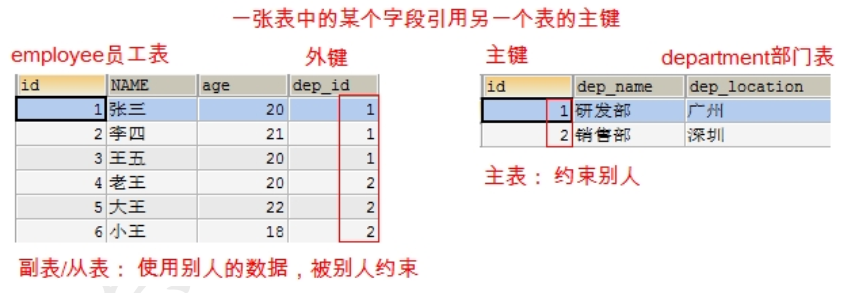 一张表中的某个字段引用另一个表的主键
employee员工表 外键 主键 department部门表
id NAME age dep_id
1 张三 20 1
2 李四 21 1
3 王五 20 1
4 老王 20 2
5 大王 22 2
6 小王 18 2
id dep_name dep_location
1 研发部 广州
2 销售部 深圳
主表： 约束别人
副表/从表： 使用别人的数据，被别人约束